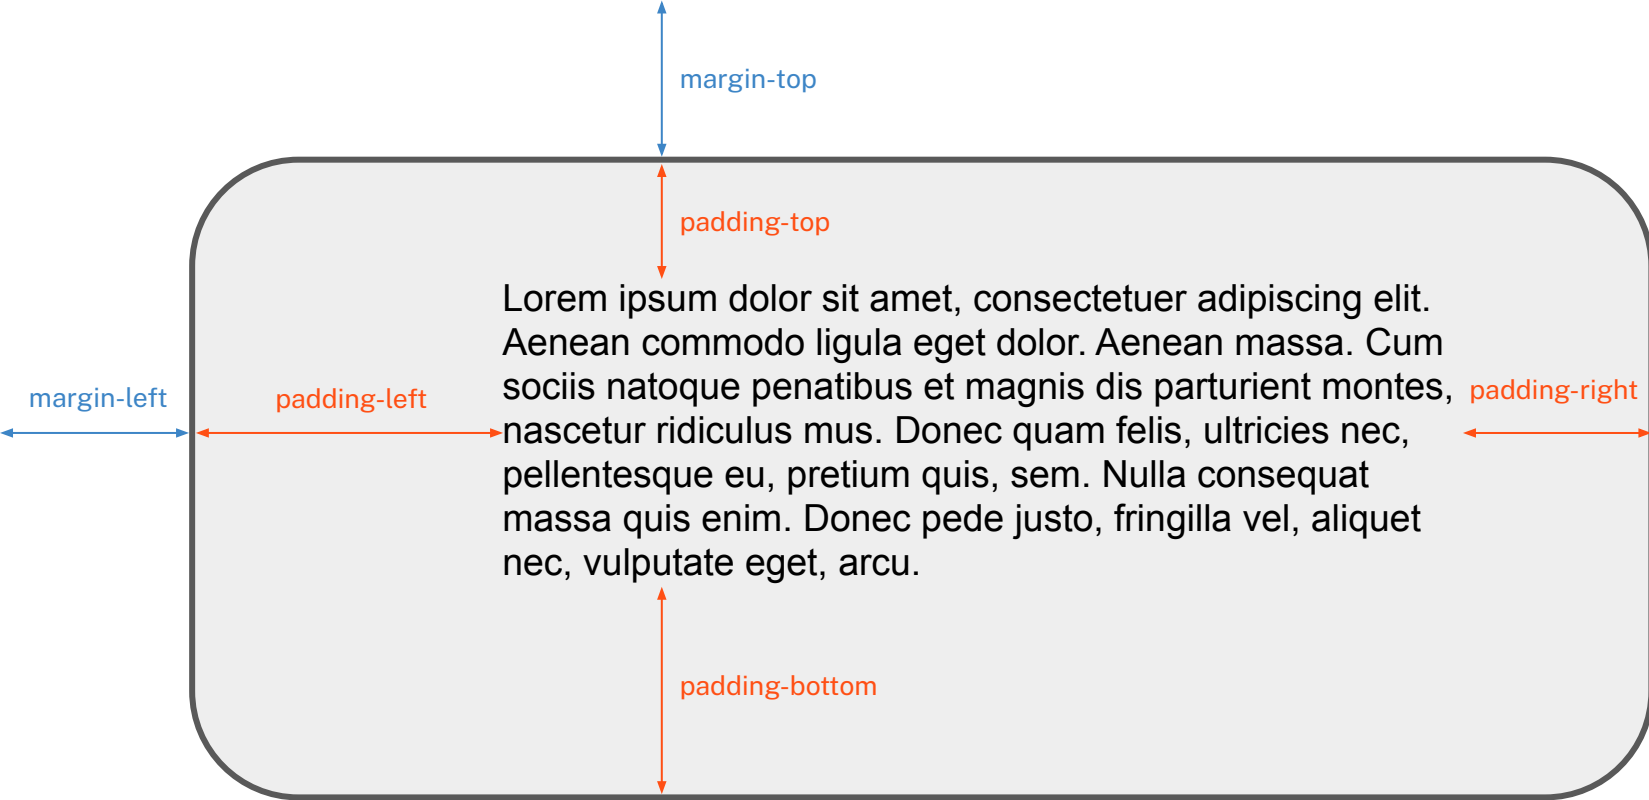 margin-top
padding-top
Lorem ipsum dolor sit amet, consectetuer adipiscing elit.
Aenean commodo ligula eget dolor. Aenean massa. Cum
sociis natoque penatibus et magnis dis parturient montes,
nascetur ridiculus mus. Donec quam felis, ultricies nec,
pellentesque eu, pretium quis, sem. Nulla consequat
massa quis enim. Donec pede justo, fringilla vel, aliquet
nec, vulputate eget, arcu.
margin-left
padding-left
padding-right
padding-bottom